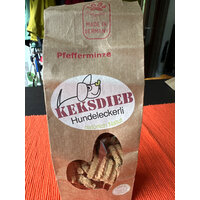 MADE IN
GERMANY
Pfefferminze
KEKSDIEB
Hundeleckerli